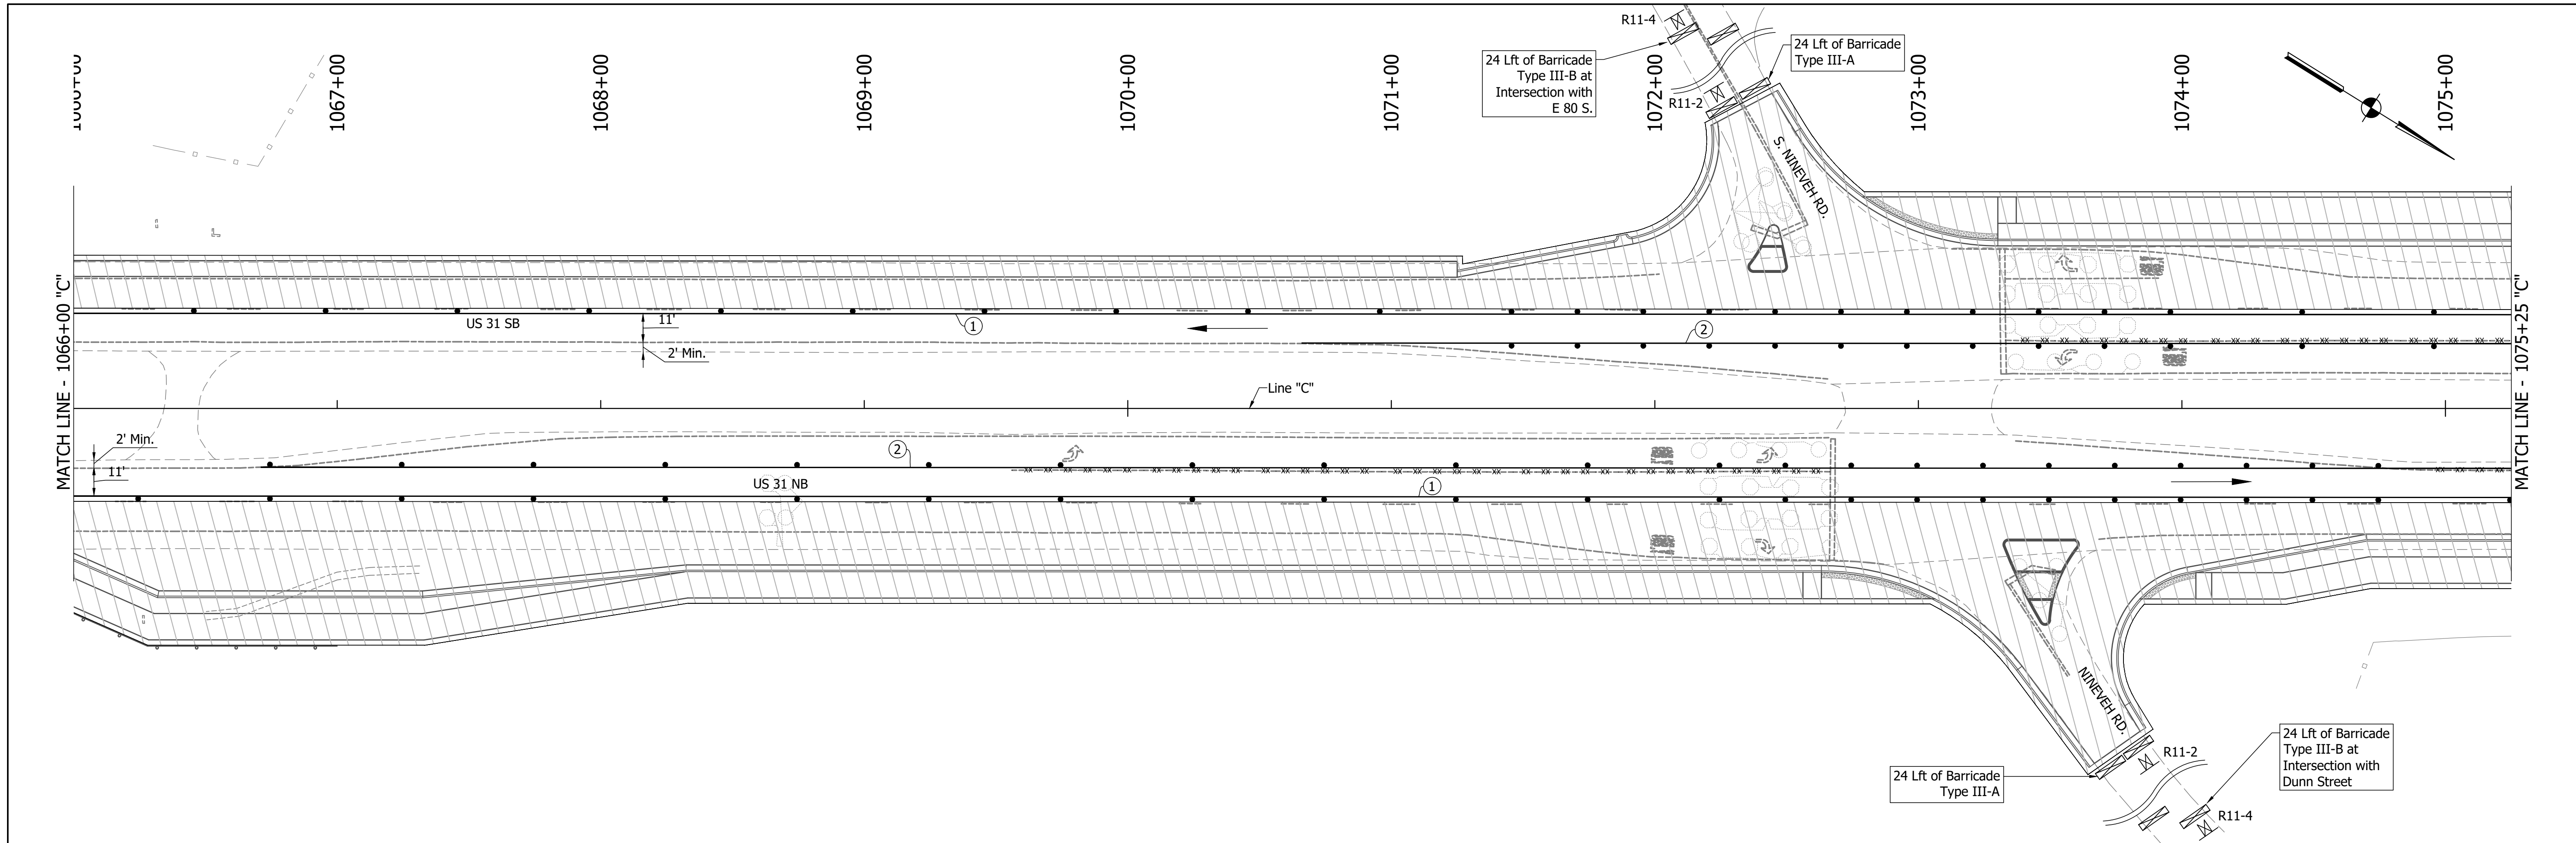 R11-4
24 Lft of Barricade
Type III-B at
Intersection with
E 80 S.
24 Lft of Barricade
Type III-A
R11-2
1067+00
1068+00
1069+00
1070+00
1071+00
1072+00
1073+00
1074+00
1075+00
S. NINEVEH RD.
MATCH LINE - 1066+00 "C"
MATCH LINE - 1075+25 "C"
US 31 SB
11'
2' Min.
1
2
Line "C"
2' Min.
11'
2
US 31 NB
1
NINEVEH RD.
24 Lft of Barricade
Type III-A
R11-2
24 Lft of Barricade
Type III-B at
Intersection with
Dunn Street
R11-4